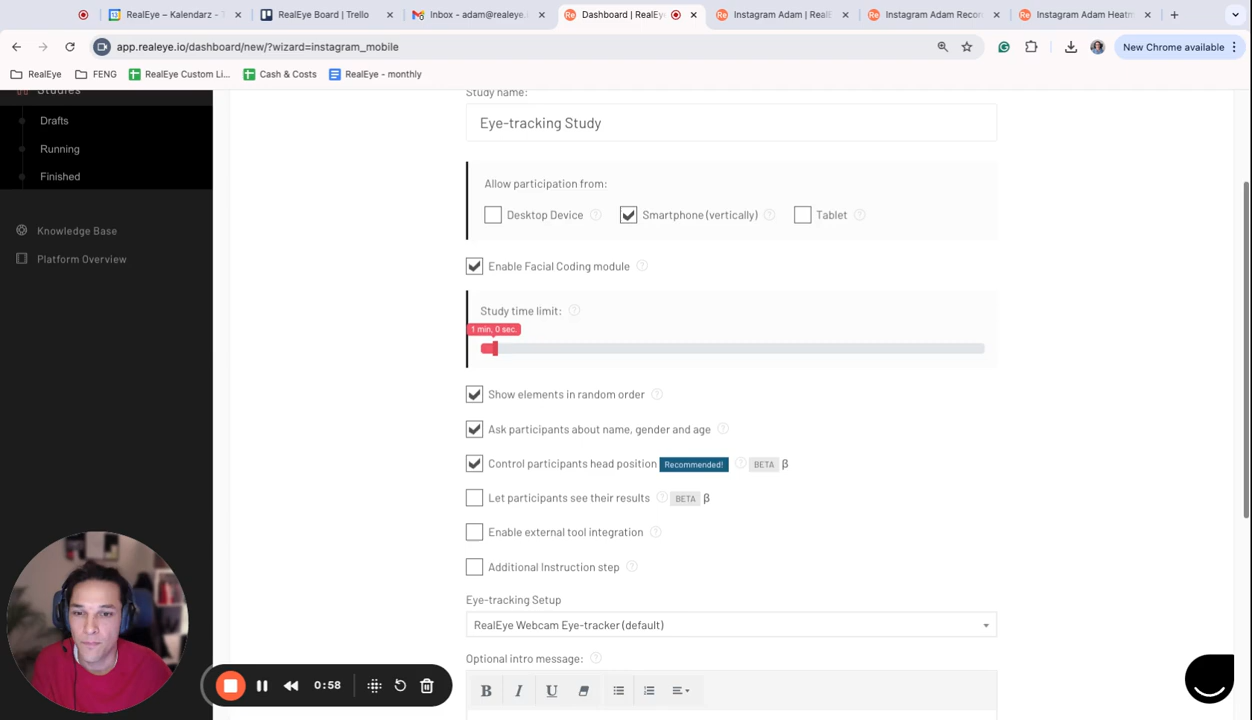 RealEye – Kalendarz - T
RealEye Board | Trello
Inbox - adam@realeye.i
Dashboard | RealEy
Instagram Adam | RealE
Instagram Adam Recor
Instagram Adam Heatm
app.realeye.io/dashboard/new/?wizard=instagram_mobile
New Chrome available
RealEye
FENG
RealEye Custom Li...
Cash & Costs
RealEye - monthly
Studies
Drafts
Running
Finished
Knowledge Base
Platform Overview
Study name:
Eye-tracking Study
Allow participation from:
Desktop Device ?
Smartphone (vertically) ?
Tablet ?
Enable Facial Coding module ?
Study time limit: ?
1 min, 0 sec.
Show elements in random order ?
Ask participants about name, gender and age ?
Control participants head position Recommended! ? BETA β
Let participants see their results ? BETA β
Enable external tool integration ?
Additional Instruction step ?
Eye-tracking Setup
RealEye Webcam Eye-tracker (default)
Optional intro message: ?
B I U
0:58